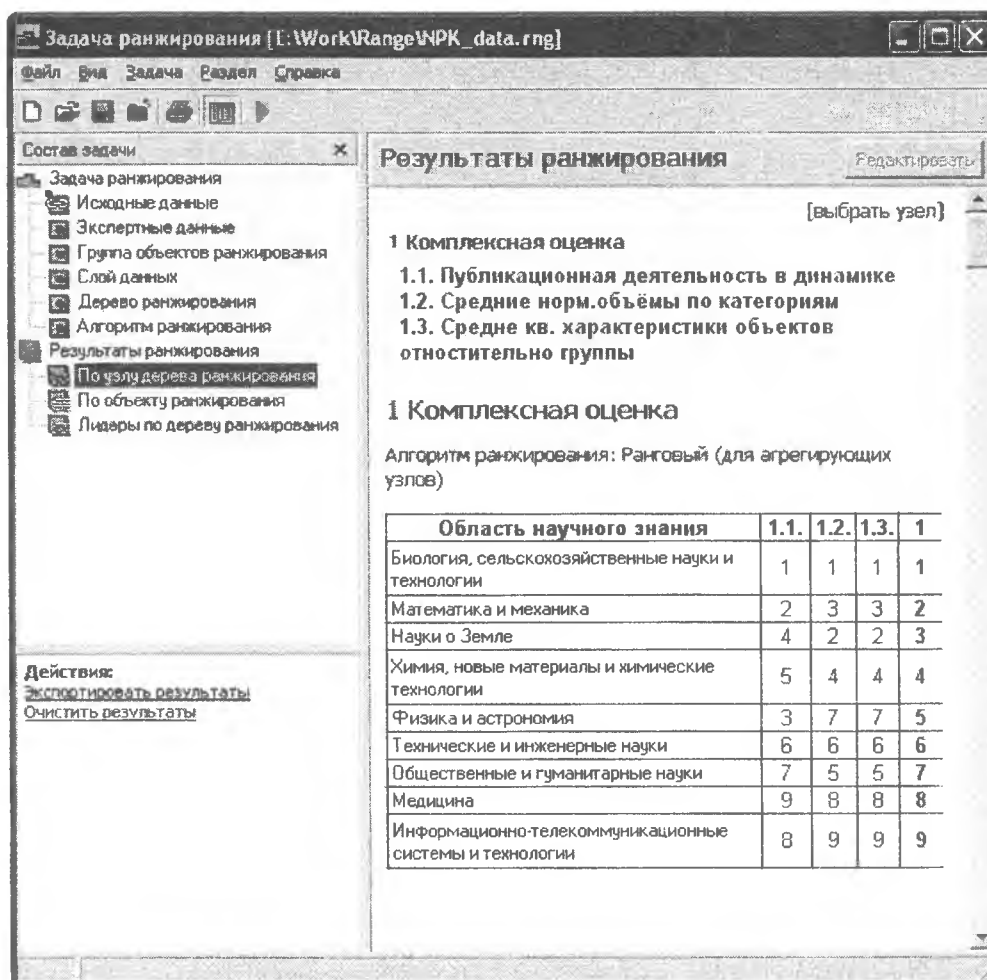 Задача ранжирования [E:\Work\Range\NPK_data.rng]
Файл Вид Задача Раздел Справка
Состав задачи
Задача ранжирования
Исходные данные
Экспертные данные
Группа объектов ранжирования
Слой данных
Дерево ранжирования
Алгоритм ранжирования
Результаты ранжирования
По узлу дерева ранжирования
По объекту ранжирования
Лидеры по дереву ранжирования
Действия:
Экспортировать результаты
Очистить результаты
Результаты ранжирования
Редактировать
[выбрать узел]
1 Комплексная оценка
1.1. Публикационная деятельность в динамике
1.2. Средние норм.объёмы по категориям
1.3. Средне кв. характеристики объектов
отностительно группы
1 Комплексная оценка
Алгоритм ранжирования: Ранговый (для агрегирующих
узлов)
Область научного знания 1.1. 1.2. 1.3. 1
Биология, сельскохозяйственные науки и
технологии 1 1 1 1
Математика и механика 2 3 3 2
Науки о Земле 4 2 2 3
Химия, новые материалы и химические
технологии 5 4 4 4
Физика и астрономия 3 7 7 5
Технические и инженерные науки 6 6 6 6
Общественные и гуманитарные науки 7 5 5 7
Медицина 9 8 8 8
Информационно-телекоммуникационные
системы и технологии 8 9 9 9